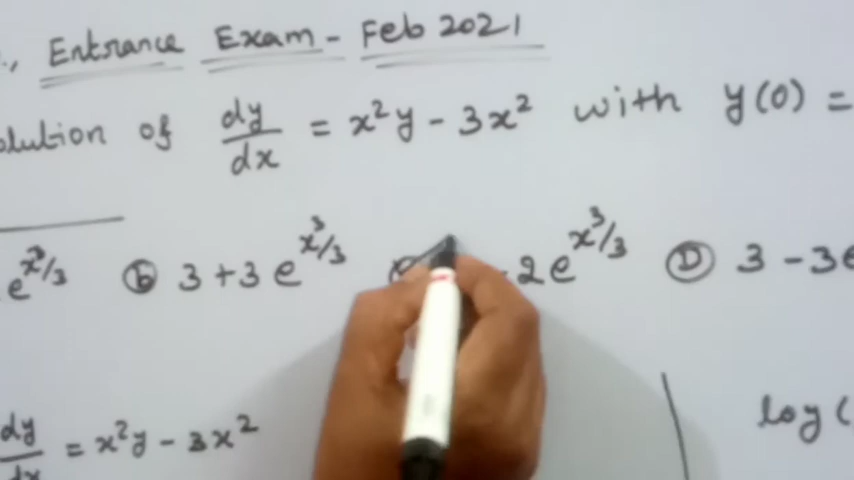 Entrance Exam - Feb 2021
of dy/dx = x²y - 3x² with y(0) =
e^(x³/3) (b) 3 + 3 e^(x³/3) - 2e^(x³/3) (D) 3 - 3e
dy/dx = x²y - 3x²
log (